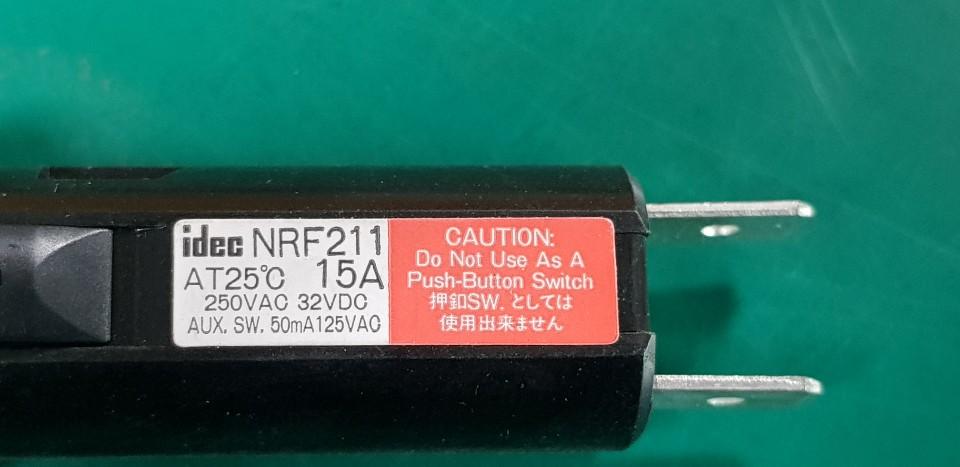 idec NRF211
AT25℃ 15A
250VAC 32VDC
AUX. SW. 50mA125VAC
CAUTION:
Do Not Use As A
Push-Button Switch
押釦SW. としては
使用出来ません